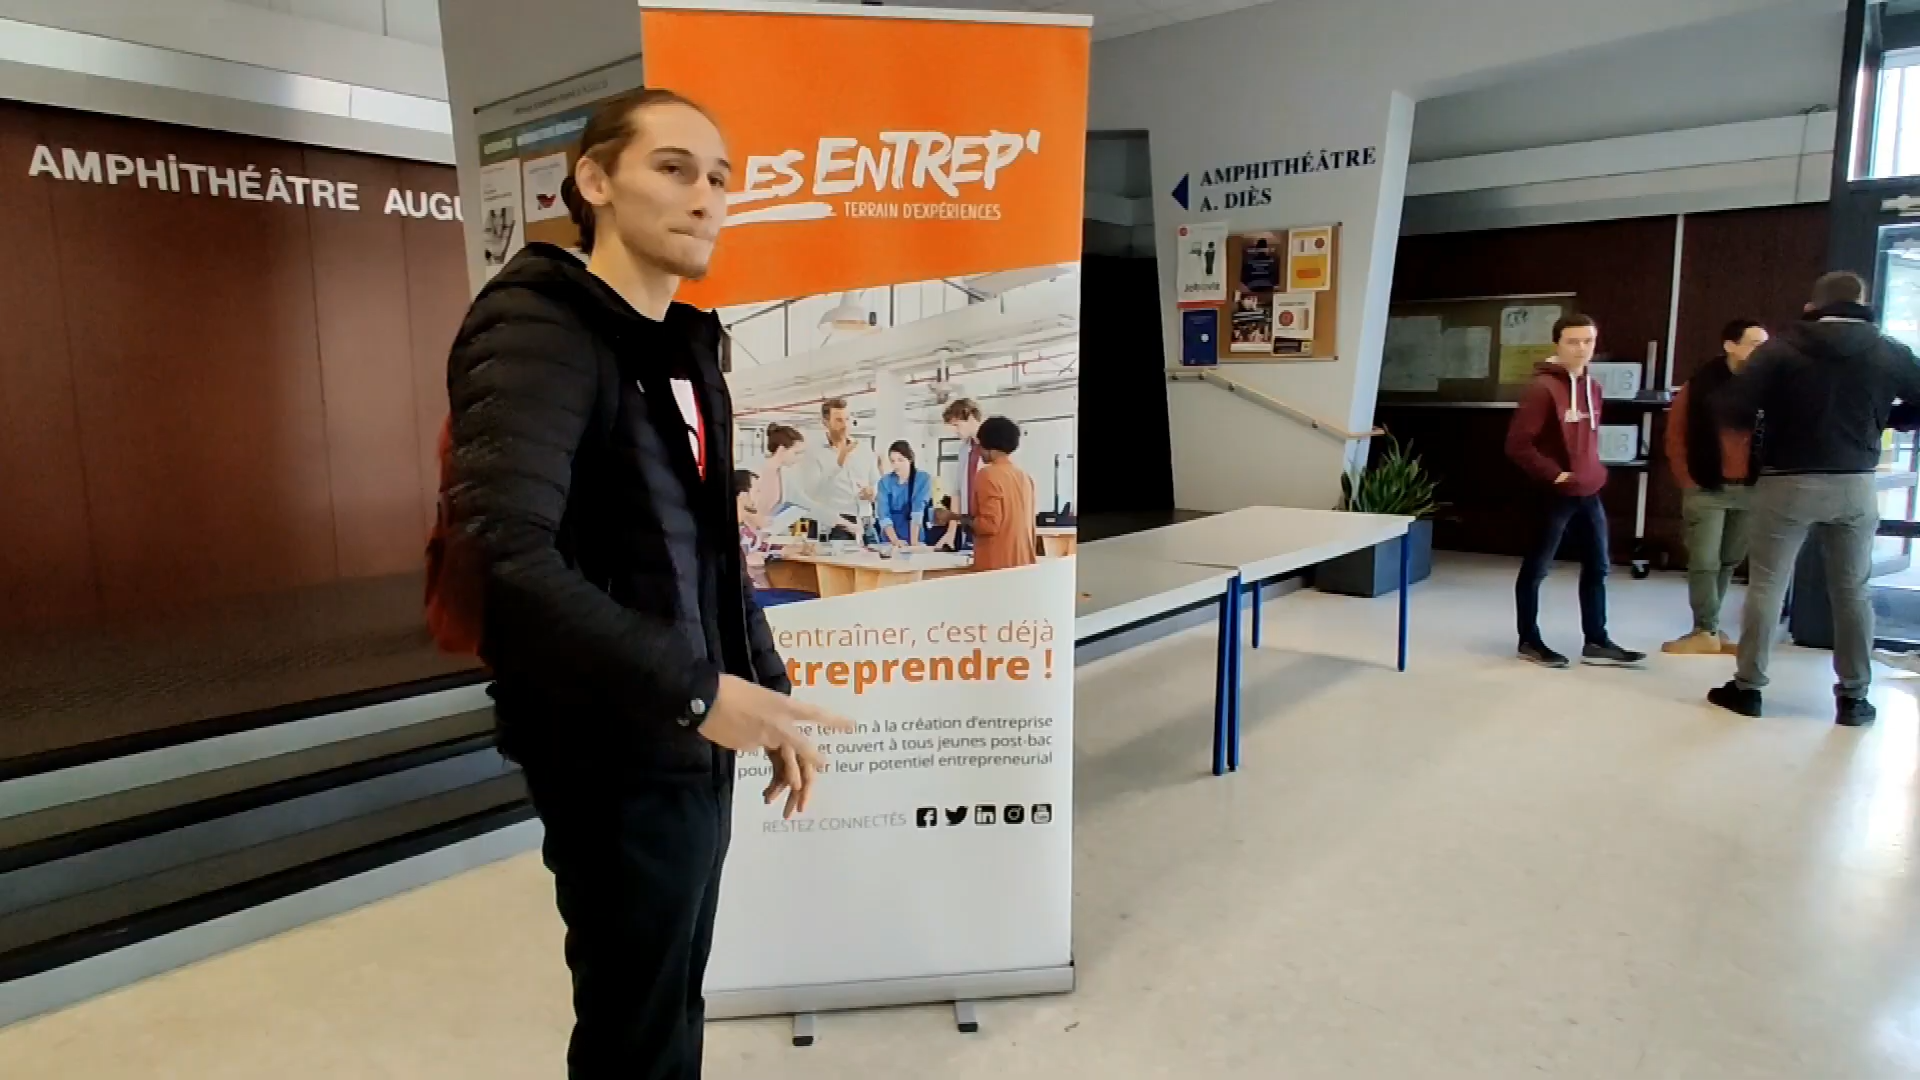 AMPHITHÉÂTRE AUGU
LES ENTREP'
TERRAIN D'EXPÉRIENCES
'entraîner, c'est déjà
treprendre !
terrain à la création d'entreprise
et ouvert à tous jeunes post-bac
leur potentiel entrepreneurial
RESTEZ CONNECTÉS
AMPHITHÉÂTRE
A. DIÈS